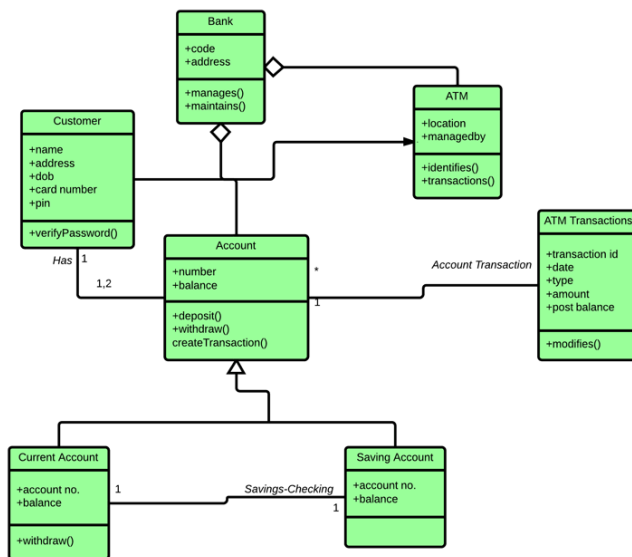 Bank
+code
+address
+manages()
+maintains()
ATM
+location
+managedby
+identifies()
+transactions()
Customer
+name
+address
+dob
+card number
+pin
+verifyPassword()
Has
1
1,2
Account
+number
+balance
+deposit()
+withdraw()
createTransaction()
*
1
Account Transaction
ATM Transactions
+transaction id
+date
+type
+amount
+post balance
+modifies()
Current Account
+account no.
+balance
+withdraw()
1
Savings-Checking
1
Saving Account
+account no.
+balance